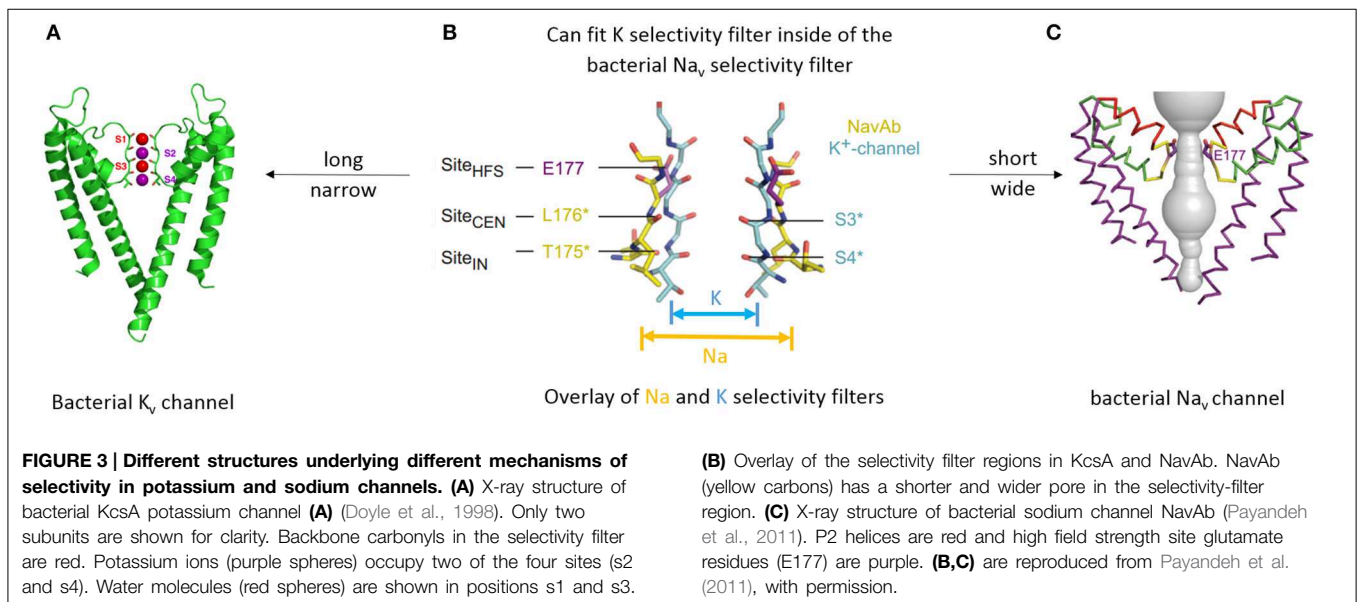 A
B
C
Can fit K selectivity filter inside of the
bacterial Nav selectivity filter
S1
S2
S3
S4
long
narrow
SiteHFS
E177
SiteCEN
L176*
SiteIN
T175*
NavAb
K+-channel
S3*
S4*
K
Na
short
wide
E177
Bacterial Kv channel
Overlay of Na and K selectivity filters
bacterial Nav channel
FIGURE 3 | Different structures underlying different mechanisms of
selectivity in potassium and sodium channels. (A) X-ray structure of
bacterial KcsA potassium channel (A) (Doyle et al., 1998). Only two
subunits are shown for clarity. Backbone carbonyls in the selectivity filter
are red. Potassium ions (purple spheres) occupy two of the four sites (s2
and s4). Water molecules (red spheres) are shown in positions s1 and s3.
(B) Overlay of the selectivity filter regions in KcsA and NavAb. NavAb
(yellow carbons) has a shorter and wider pore in the selectivity-filter
region. (C) X-ray structure of bacterial sodium channel NavAb (Payandeh
et al., 2011). P2 helices are red and high field strength site glutamate
residues (E177) are purple. (B,C) are reproduced from Payandeh et al.
(2011), with permission.